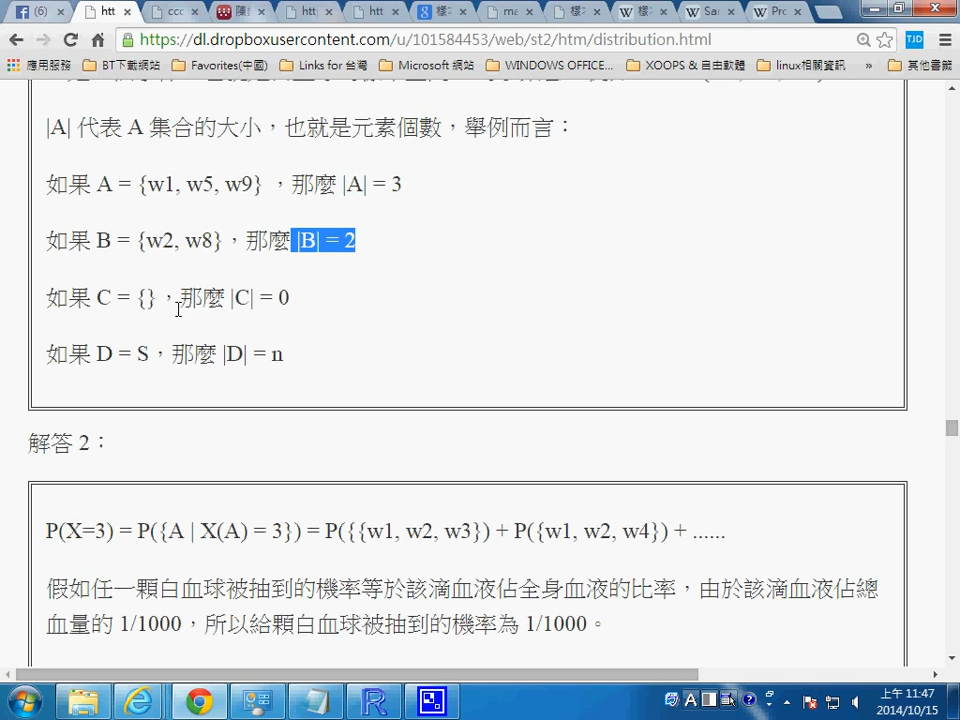 (6)
htt
ccc
htt
htt
Sar
Pro
https://dl.dropboxusercontent.com/u/101584453/web/st2/htm/distribution.html
應用服務 BT下載網站 Favorites(中國) Links for 台灣 Microsoft 網站 WINDOWS OFFICE... XOOPS & 自由軟體 linux相關資訊 » 其他書籤
|A| 代表 A 集合的大小，也就是元素個數，舉例而言：
如果 A = {w1, w5, w9} ，那麼 |A| = 3
如果 B = {w2, w8}，那麼 |B| = 2
如果 C = {}，那麼 |C| = 0
如果 D = S，那麼 |D| = n
解答 2：
P(X=3) = P({A | X(A) = 3}) = P({{w1, w2, w3}) + P({w1, w2, w4}) + ......
假如任一顆白血球被抽到的機率等於該滴血液佔全身血液的比率，由於該滴血液佔總
血量的 1/1000，所以給顆白血球被抽到的機率為 1/1000。
上午 11:47
2014/10/15